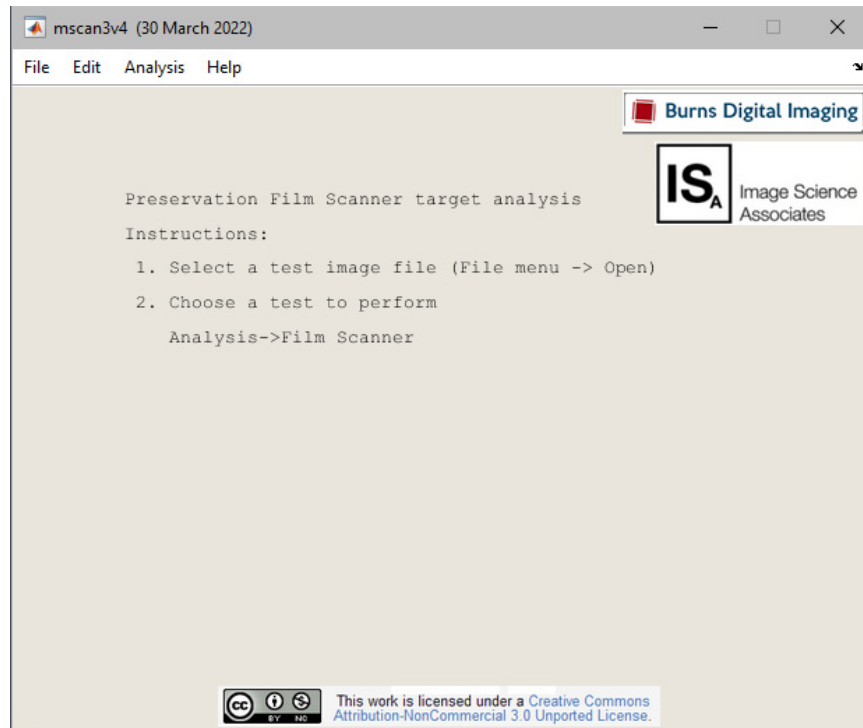 mscan3v4 (30 March 2022)
File Edit Analysis Help
Burns Digital Imaging
ISA
Image Science
Associates
Preservation Film Scanner target analysis
Instructions:
1. Select a test image file (File menu -> Open)
2. Choose a test to perform
Analysis->Film Scanner
cc
BY NC
This work is licensed under a Creative Commons
Attribution-NonCommercial 3.0 Unported License.